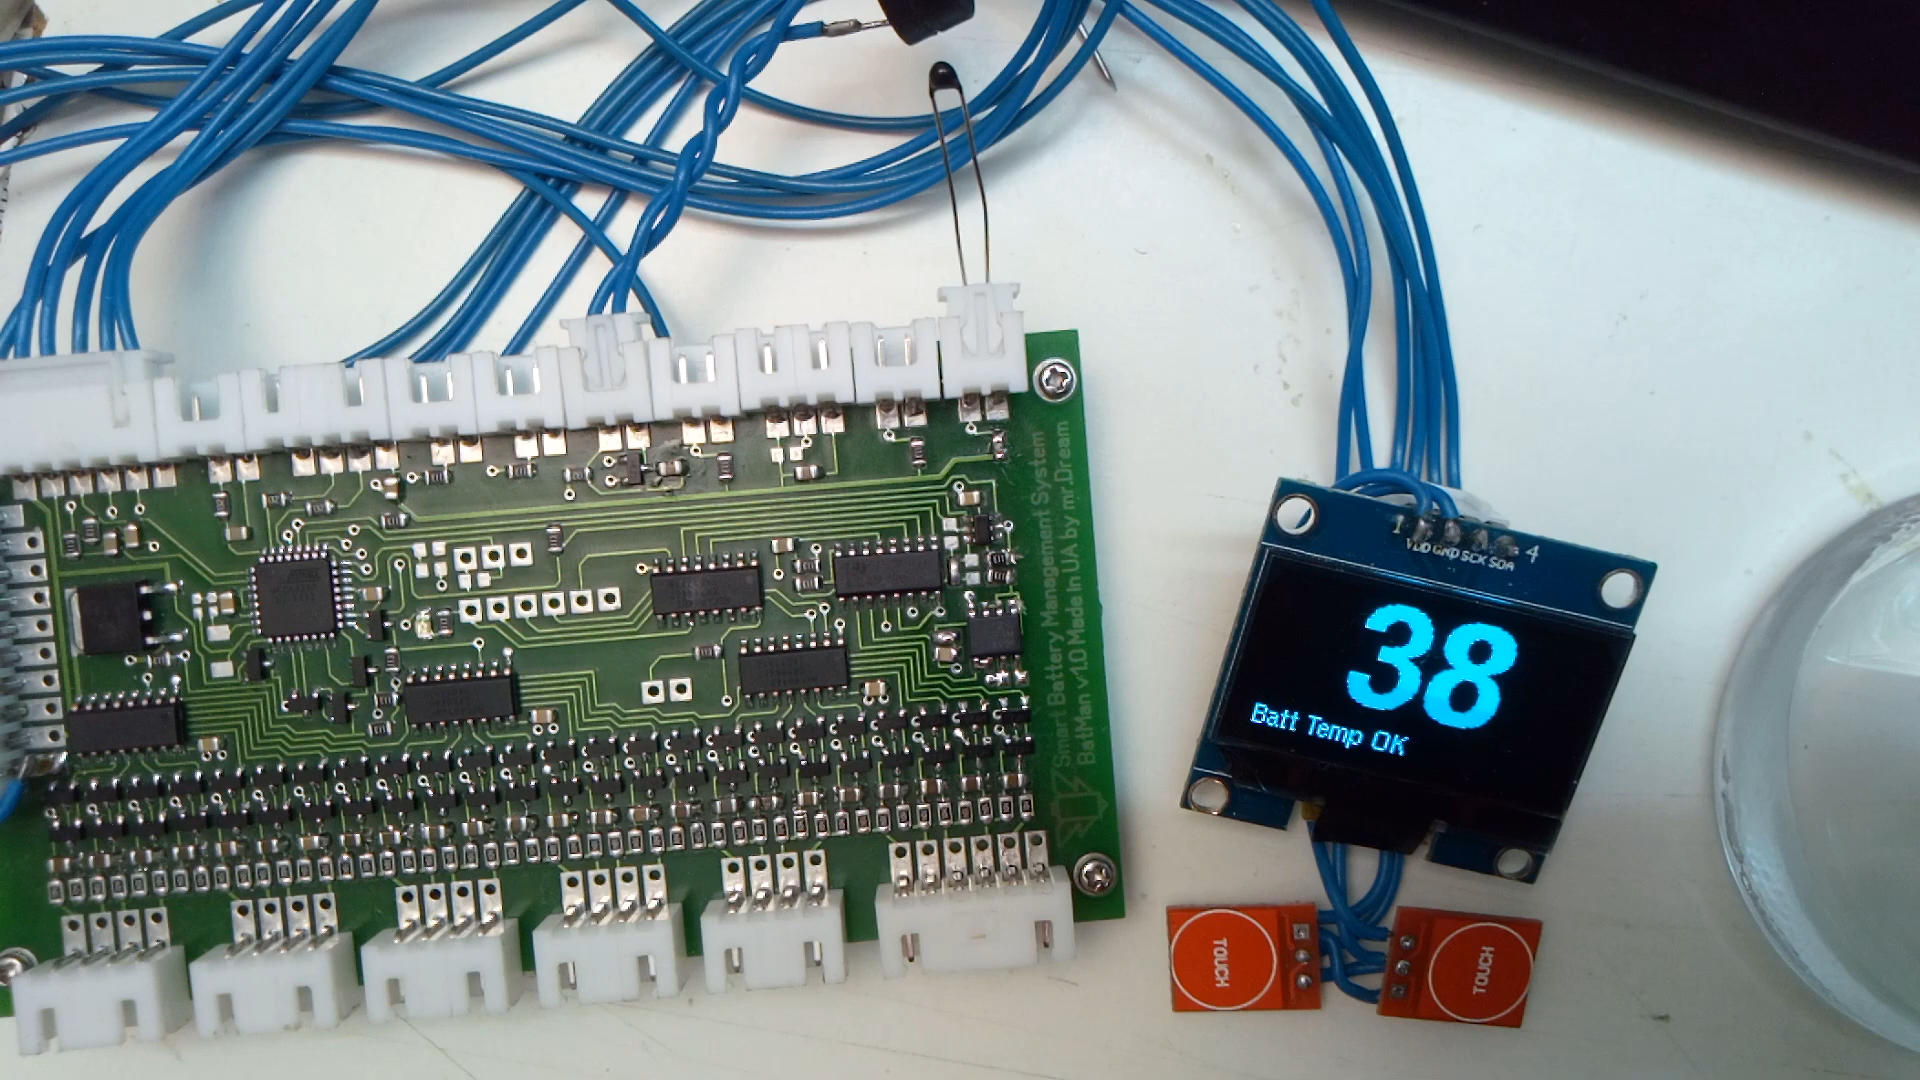 Smart Battery Management System
BatMan v1.0 Made In UA by mr.Dream
1
VDD GND SCK SDA
4
38
Batt Temp OK
TOUCH
TOUCH